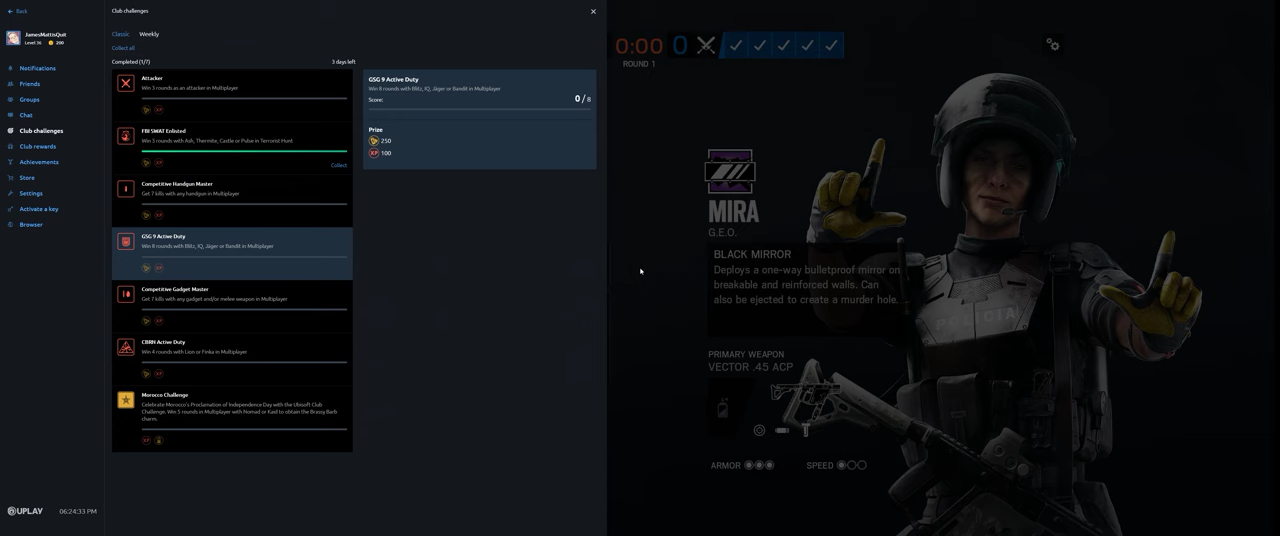 Back
Club challenges
JamesMattisQuit
Level 36
200
Classic
Weekly
Collect all
Completed (1/7)
3 days left
Notifications
Friends
Groups
Chat
Club challenges
Club rewards
Achievements
Store
Settings
Activate a key
Browser
Attacker
Win 3 rounds as an attacker in Multiplayer
XP
FBI SWAT Enlisted
Win 3 rounds with Ash, Thermite, Castle or Pulse in Terrorist Hunt
XP
Collect
Competitive Handgun Master
Get 7 kills with any handgun in Multiplayer
XP
GSG 9 Active Duty
Win 8 rounds with Blitz, IQ, Jäger or Bandit in Multiplayer
XP
Competitive Gadget Master
Get 7 kills with any gadget and/or melee weapon in Multiplayer
XP
CBRN Active Duty
Win 4 rounds with Lion or Finka in Multiplayer
XP
Morocco Challenge
Celebrate Morocco's Proclamation of Independence Day with the Ubisoft Club
Challenge. Win 5 rounds in Multiplayer with Nomad or Kaid to obtain the Brassy Barb
charm.
XP
GSG 9 Active Duty
Win 8 rounds with Blitz, IQ, Jäger or Bandit in Multiplayer
Score:
0 / 8
Prize
250
XP 100
UPLAY
06:24:33 PM
0:00 0
ROUND 1
MIRA
G.E.O.
BLACK MIRROR
Deploys a one-way bulletproof mirror on
breakable and reinforced walls. Can
also be ejected to create a murder hole.
POLICIA
PRIMARY WEAPON
VECTOR .45 ACP
ARMOR
SPEED